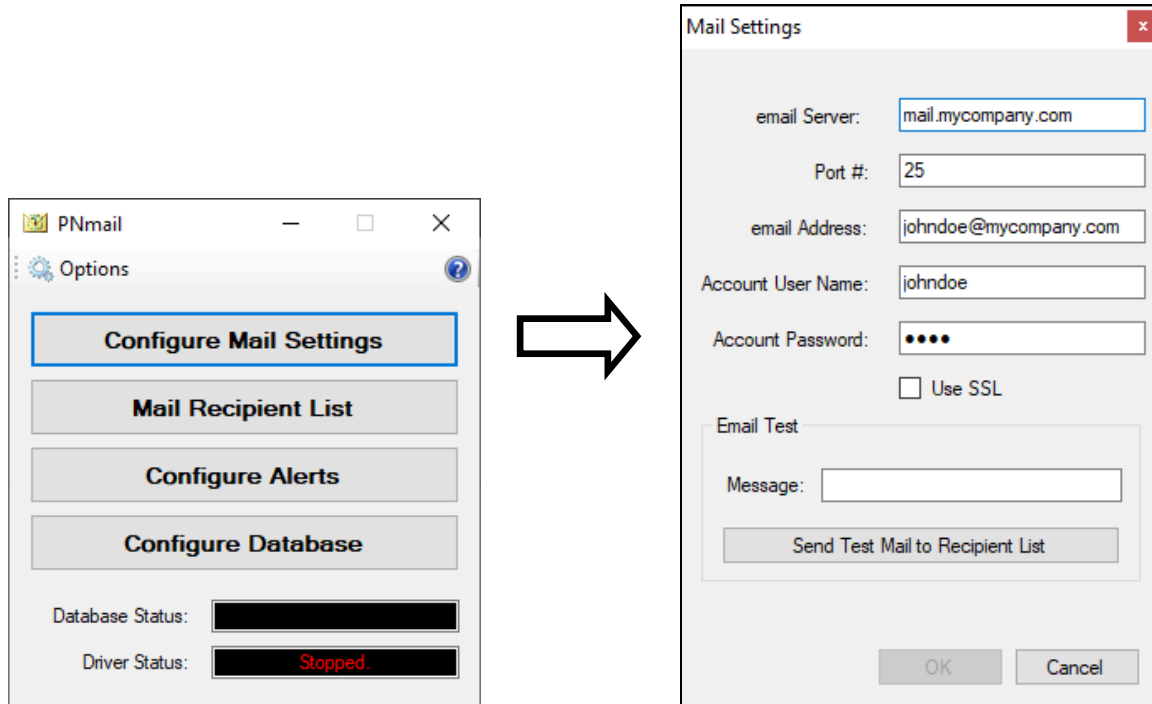 PNmail
Options
Configure Mail Settings
Mail Recipient List
Configure Alerts
Configure Database
Database Status:
Driver Status: Stopped.
Mail Settings
x
email Server: mail.mycompany.com
Port #: 25
email Address: johndoe@mycompany.com
Account User Name: johndoe
Account Password: ●●●●
Use SSL
Email Test
Message:
Send Test Mail to Recipient List
OK Cancel